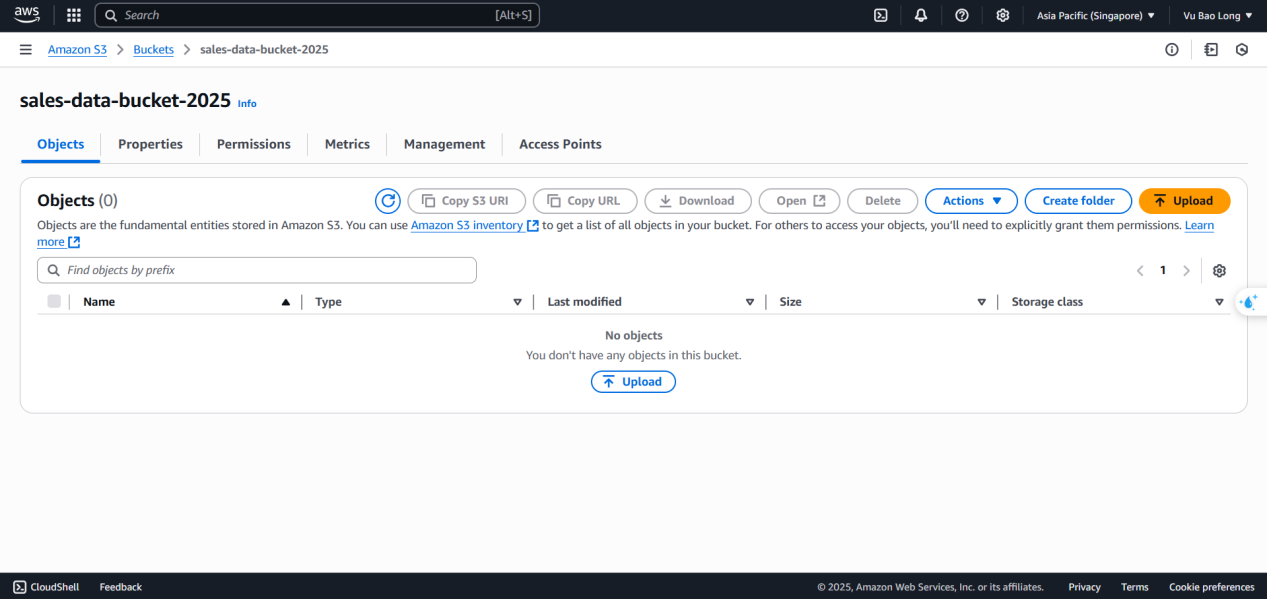 aws Search [Alt+S] Asia Pacific (Singapore) Vu Bao Long
Amazon S3 Buckets sales-data-bucket-2025
sales-data-bucket-2025 Info
Objects Properties Permissions Metrics Management Access Points
Objects (0) Copy S3 URI Copy URL Download Open Delete Actions Create folder Upload
Objects are the fundamental entities stored in Amazon S3. You can use Amazon S3 inventory to get a list of all objects in your bucket. For others to access your objects, you'll need to explicitly grant them permissions. Learn
more
Find objects by prefix 1
Name Type Last modified Size Storage class
No objects
You don't have any objects in this bucket.
Upload
CloudShell Feedback © 2025, Amazon Web Services, Inc. or its affiliates. Privacy Terms Cookie preferences